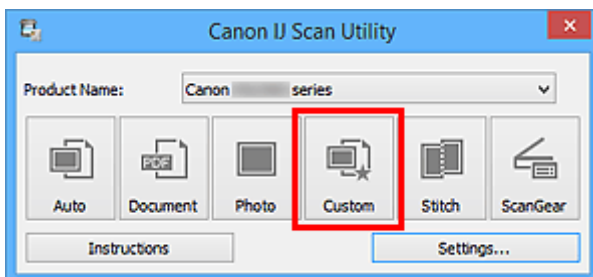 Canon IJ Scan Utility
Product Name: Canon series
PDF
Auto Document Photo Custom Stitch ScanGear
Instructions Settings...